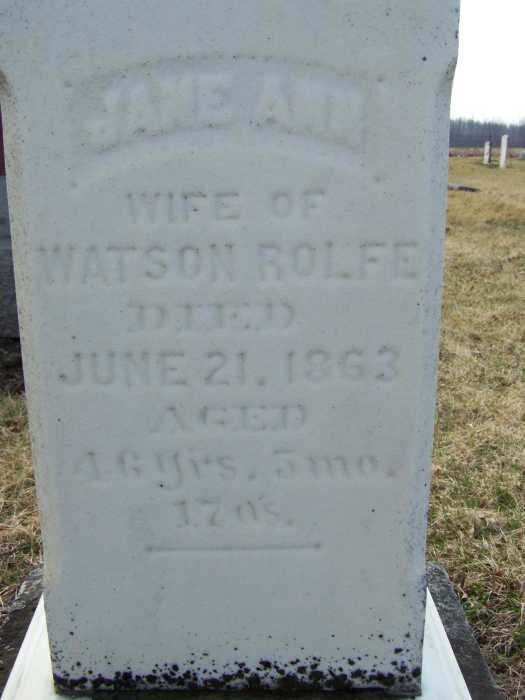 JANE ANN
WIFE OF
WATSON ROLFE
DIED
JUNE 21, 1863
AGED
46 Yrs. 5 mo.
17 ds.